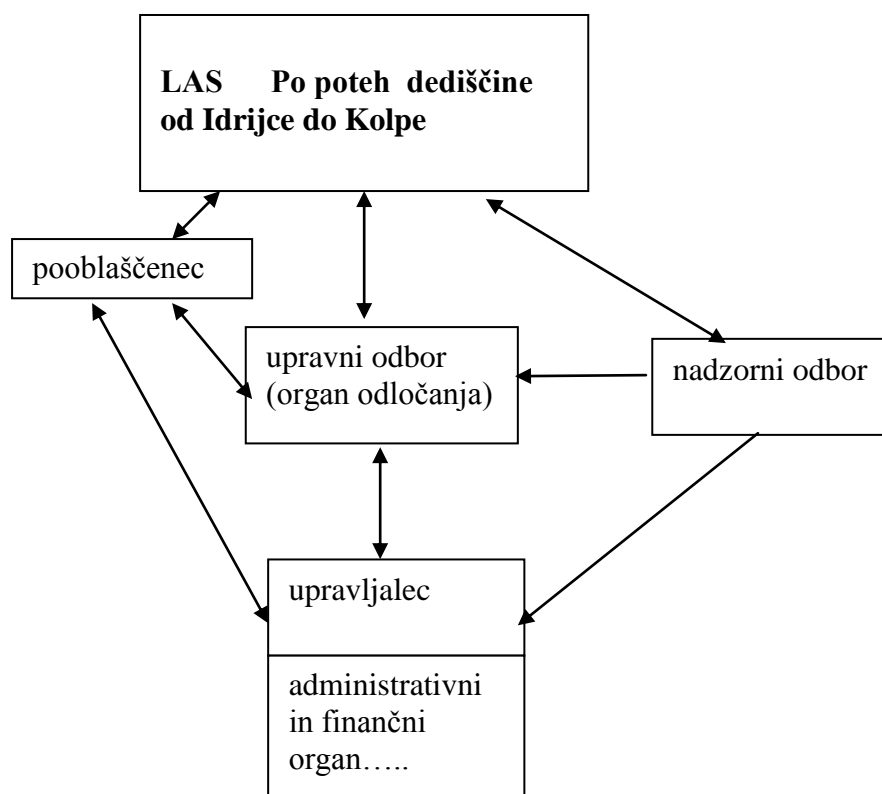 LAS Po poteh dediščine
od Idrijce do Kolpe
pooblaščenec
upravni odbor
(organ odločanja)
nadzorni odbor
upravljalec
administrativni
in finančni
organ…..